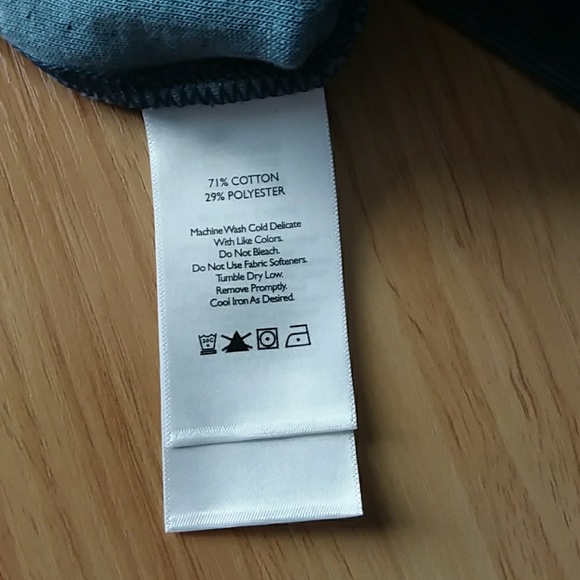 71% COTTON
29% POLYESTER
Machine Wash Cold Delicate
With Like Colors.
Do Not Bleach.
Do Not Use Fabric Softeners.
Tumble Dry Low.
Remove Promptly.
Cool Iron As Desired.
30C